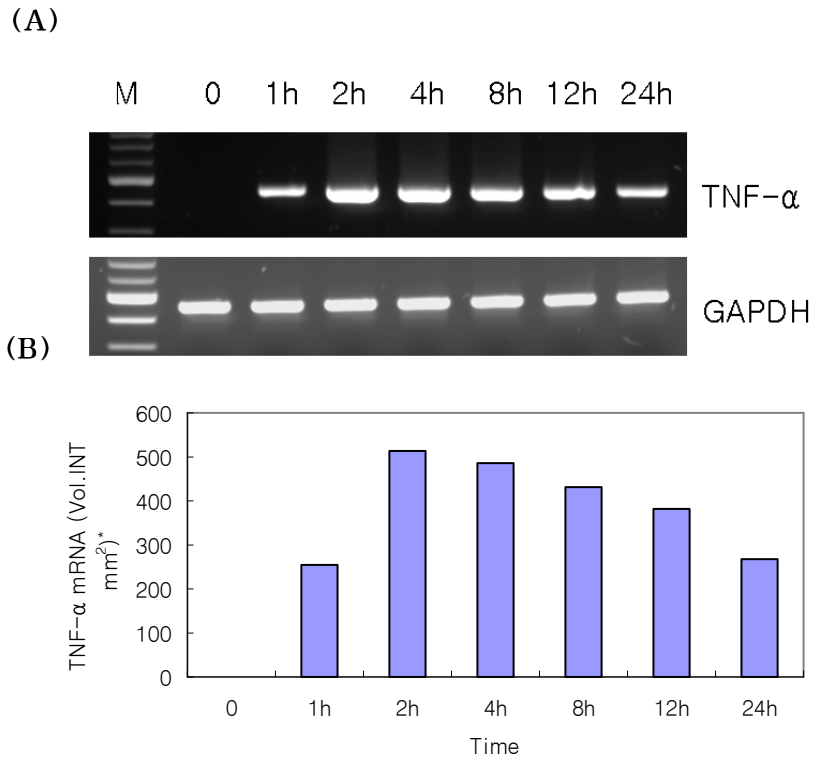 (A)
M 0 1h 2h 4h 8h 12h 24h
TNF-α
GAPDH
(B)
600
500
400
300
200
100
0
TNF-α mRNA (Vol.INT
mm²)*
0 1h 2h 4h 8h 12h 24h
Time